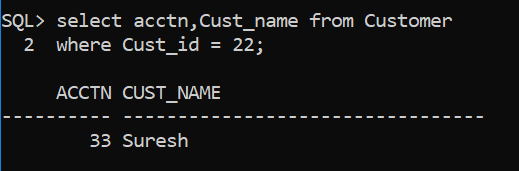 SQL> select acctn,Cust_name from Customer
  2  where Cust_id = 22;
     ACCTN CUST_NAME
---------- ---------------------------------
        33 Suresh